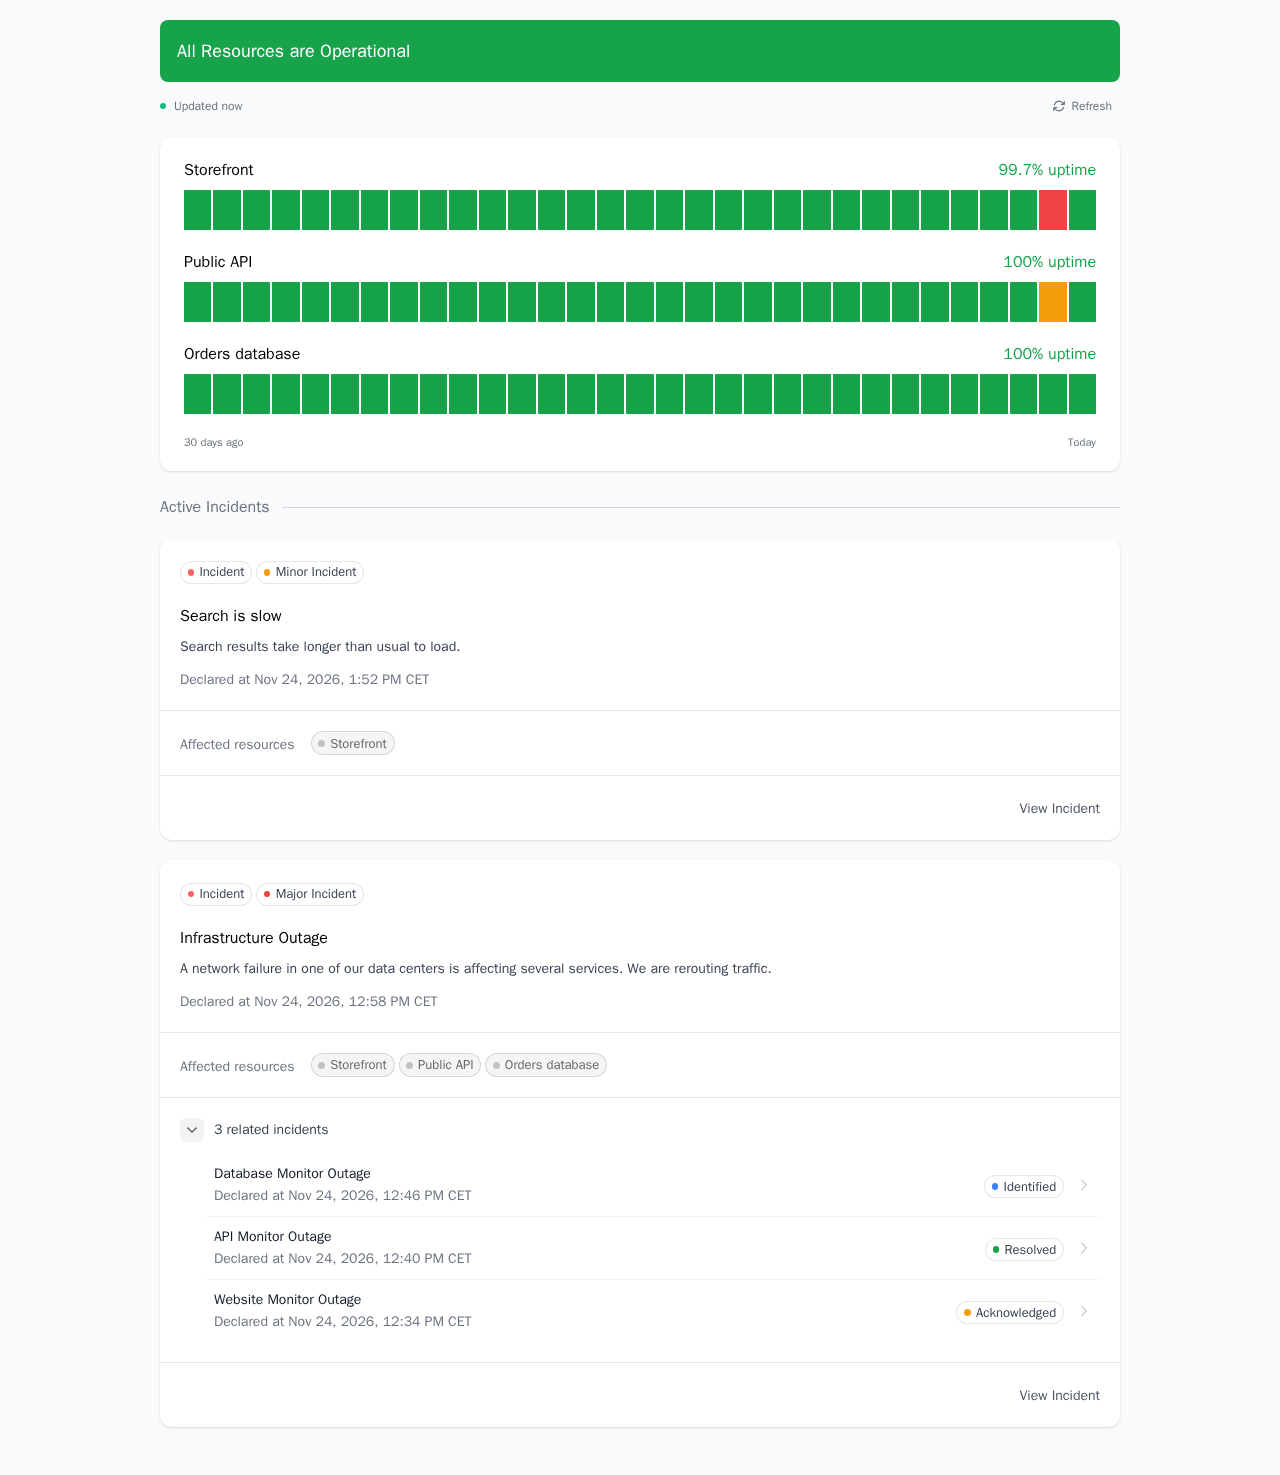 All Resources are Operational
Updated now
Refresh
Storefront
99.7% uptime
Public API
100% uptime
Orders database
100% uptime
30 days ago
Today
Active Incidents
Incident
Minor Incident
Search is slow
Search results take longer than usual to load.
Declared at Nov 24, 2026, 1:52 PM CET
Affected resources
Storefront
View Incident
Incident
Major Incident
Infrastructure Outage
A network failure in one of our data centers is affecting several services. We are rerouting traffic.
Declared at Nov 24, 2026, 12:58 PM CET
Affected resources
Storefront
Public API
Orders database
3 related incidents
Database Monitor Outage
Declared at Nov 24, 2026, 12:46 PM CET
Identified
API Monitor Outage
Declared at Nov 24, 2026, 12:40 PM CET
Resolved
Website Monitor Outage
Declared at Nov 24, 2026, 12:34 PM CET
Acknowledged
View Incident